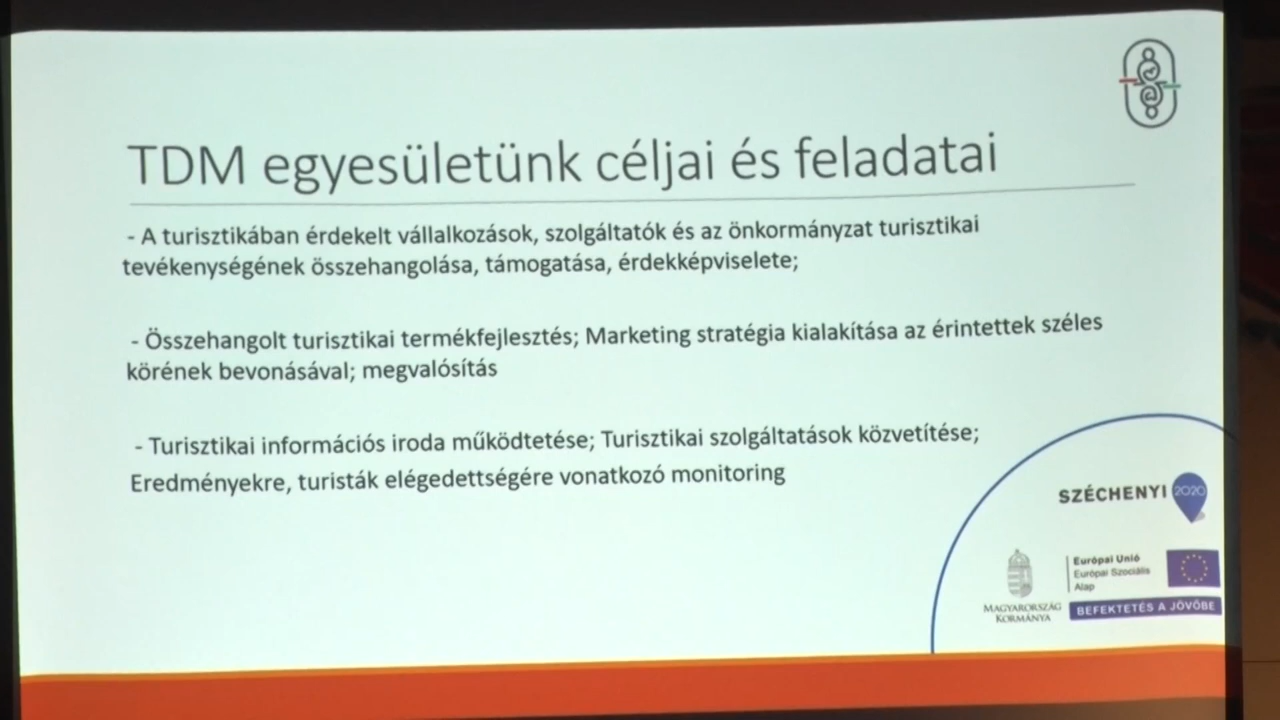 TDM egyesületünk céljai és feladatai
- A turisztikában érdekelt vállalkozások, szolgáltatók és az önkormányzat turisztikai
tevékenységének összehangolása, támogatása, érdekképviselete;
- Összehangolt turisztikai termékfejlesztés; Marketing stratégia kialakítása az érintettek széles
körének bevonásával; megvalósítás
- Turisztikai információs iroda működtetése; Turisztikai szolgáltatások közvetítése;
Eredményekre, turisták elégedettségére vonatkozó monitoring
SZÉCHENYI 2020
MAGYARORSZÁG
KORMÁNYA
Európai Unió
Európai Szociális
Alap
BEFEKTETÉS A JÖVŐBE